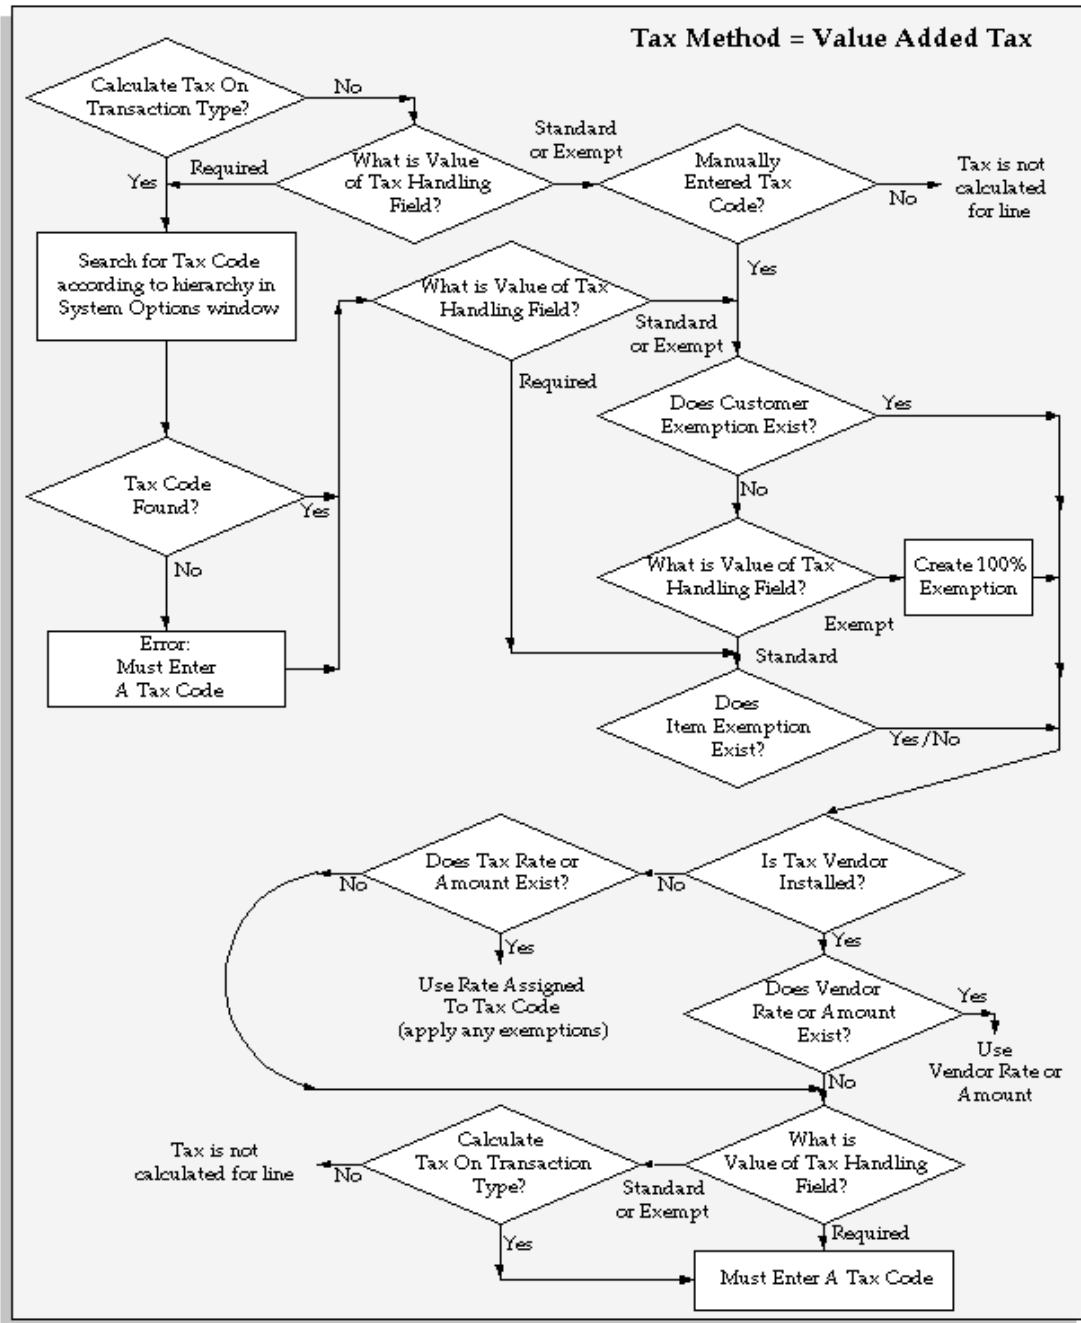 Tax Method = Value Added Tax
Calculate Tax On
Transaction Type?
No
Yes
Required
What is Value
of Tax Handling
Field?
Standard
or Exempt
Manually
Entered Tax
Code?
No
Tax is not
calculated
for line
Yes
Search for Tax Code
according to hierarchy in
System Options window
What is Value of Tax
Handling Field?
Standard
or Exempt
Required
Does Customer
Exemption Exist?
Yes
No
Tax Code
Found?
Yes
No
Error:
Must Enter
A Tax Code
What is Value of Tax
Handling Field?
Exempt
Create 100%
Exemption
Standard
Does
Item Exemption
Exist?
Yes/No
Is Tax Vendor
Installed?
No
Yes
Does Tax Rate or
Amount Exist?
No
Yes
Use Rate Assigned
To Tax Code
(apply any exemptions)
Does Vendor
Rate or Amount
Exist?
Yes
Use
Vendor Rate or
Amount
No
What is
Value of Tax Handling
Field?
Standard
or Exempt
Required
Calculate
Tax On Transaction
Type?
No
Tax is not
calculated for line
Yes
Must Enter A Tax Code